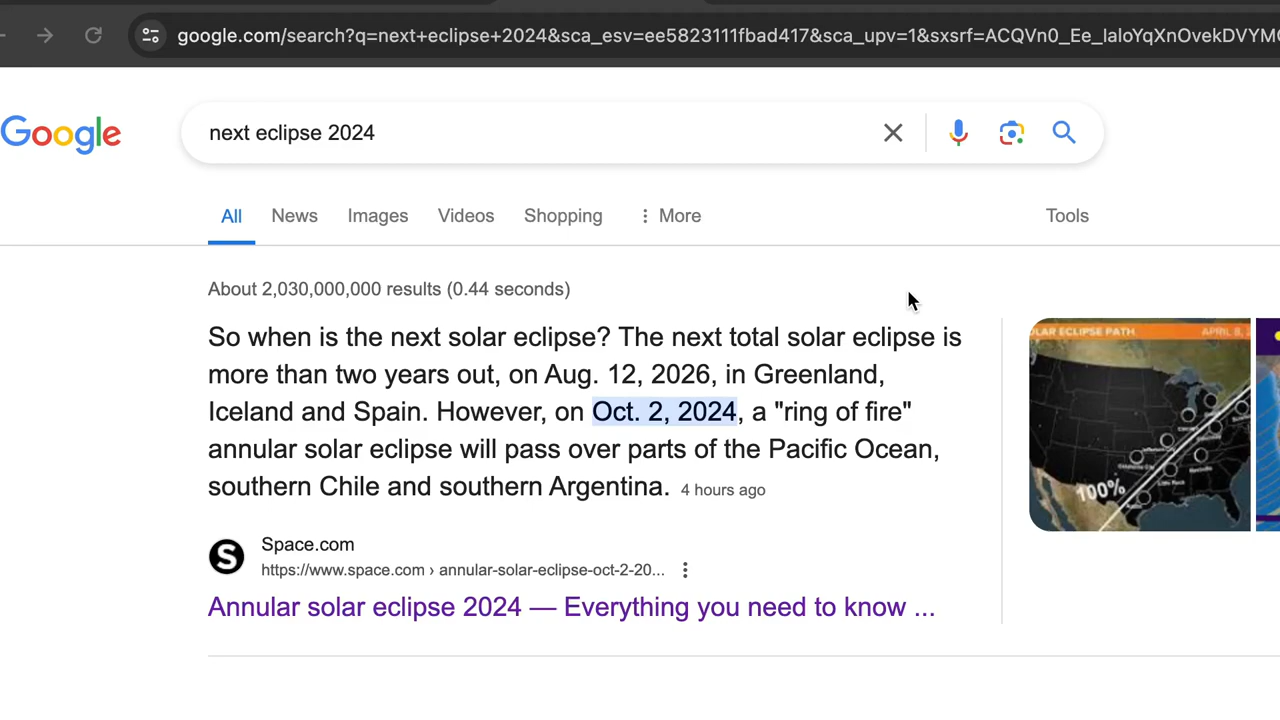 google.com/search?q=next+eclipse+2024&sca_esv=ee5823111fbad417&sca_upv=1&sxsrf=ACQVn0_Ee_
Google
next eclipse 2024
All News Images Videos Shopping More Tools
About 2,030,000,000 results (0.44 seconds)
So when is the next solar eclipse? The next total solar eclipse is
more than two years out, on Aug. 12, 2026, in Greenland,
Iceland and Spain. However, on Oct. 2, 2024, a "ring of fire"
annular solar eclipse will pass over parts of the Pacific Ocean,
southern Chile and southern Argentina. 4 hours ago
S
Space.com
https://www.space.com › annular-solar-eclipse-oct-2-20...
Annular solar eclipse 2024 — Everything you need to know ...
LAR ECLIPSE PATH APRIL 8,
100%